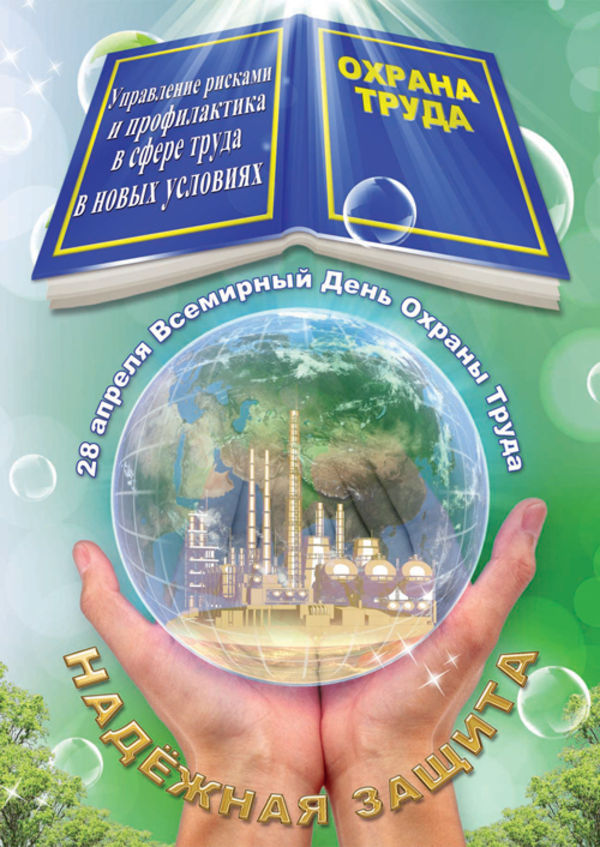 Управление рисками
и профилактика
в сфере труда
в новых условиях
ОХРАНА
ТРУДА
28 апреля Всемирный День Охраны Труда
НАДЁЖНАЯ ЗАЩИТА